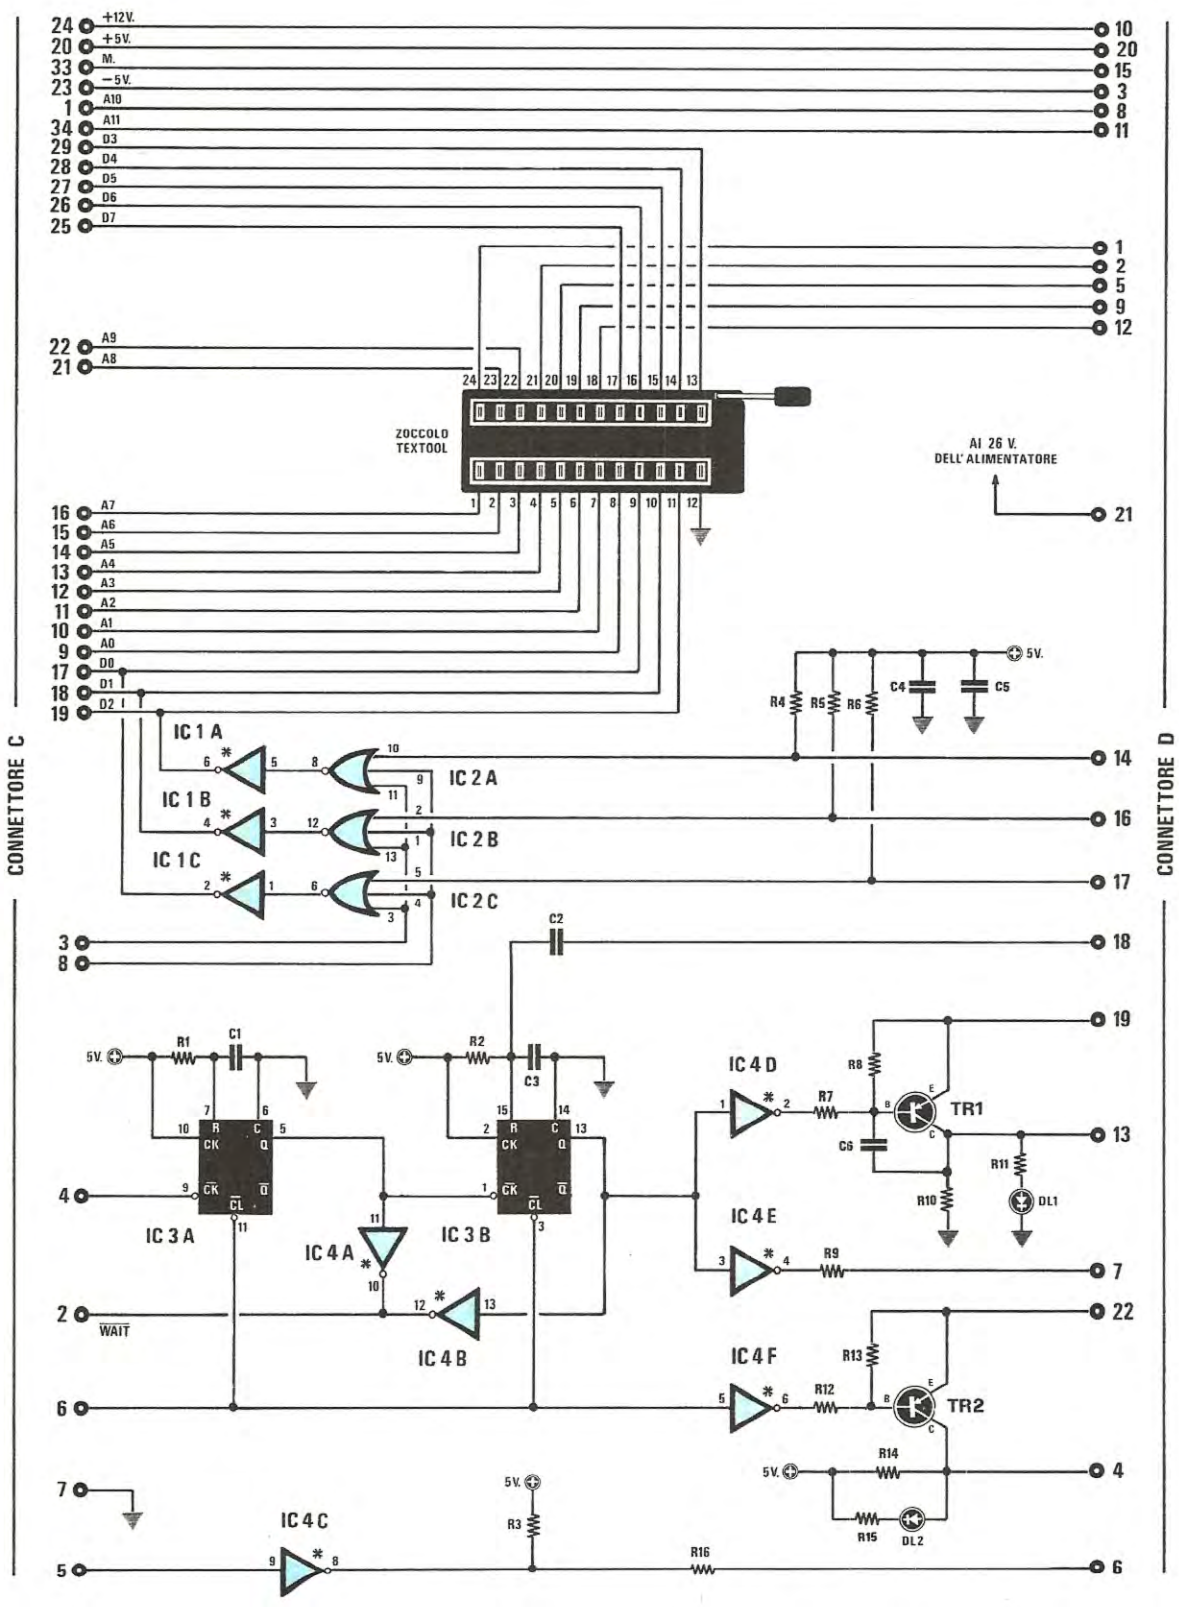 24 +12V. 10
20 +5V. 20
33 M. 15
23 −5V. 3
1 A10 8
34 A11 11
29 D3
28 D4
27 D5
26 D6
25 D7
1
2
5
9
12
22 A9
21 A8
24 23 22 21 20 19 18 17 16 15 14 13
ZOCCOLO
TEXTOOL
1 2 3 4 5 6 7 8 9 10 11 12
AI 26 V.
DELL'ALIMENTATORE
21
16 A7
15 A6
14 A5
13 A4
12 A3
11 A2
10 A1
9 A0
17 D0
18 D1
19 D2
5V.
R4 R5 R6 C4 C5
CONNETTORE C
CONNETTORE D
IC 1 A
6 * 5 8 10 9 11 IC 2 A 14
IC 1 B
4 * 3 12 2 1 13 IC 2 B 16
IC 1 C
2 * 1 6 5 4 3 IC 2 C 17
3
8
C2 18
19
5V. R1 C1
5V. R2 C3
7 6
R C
10 CK Q 5
4 9 CK Q
CL
11
IC 3 A
15 14
R C
2 CK Q 13
1 CK Q
CL
3
IC 3 B
11
IC 4 A
*
10
12 * 13
IC 4 B
2 WAIT
IC 4 D
1 * 2 R7
R8
C6
B E C
TR1
13
R10 R11 DL1
IC 4 E
3 * 4 R9 7
22
IC 4 F
5 * 6 R12
R13
B E C
TR2
6
5V. R14 4
R15 DL2
7
IC 4 C
5 9 * 8
5V.
R3
R16 6